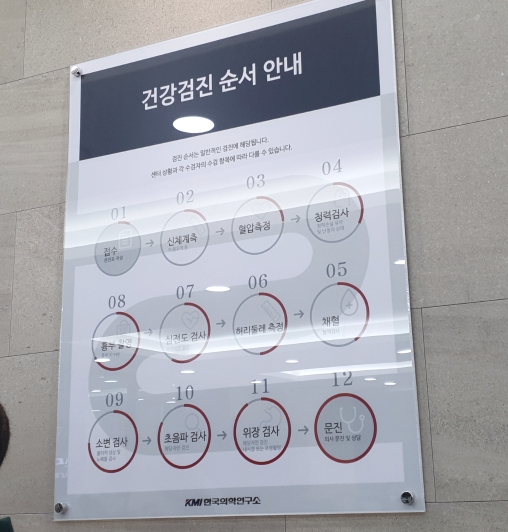 건강검진 순서 안내
검진 순서는 일반적인 검진에 해당됩니다.
센터 상황과 각 수검자의 수검 항목에 따라 다를 수 있습니다.
01
접수
02
신체계측
03
혈압측정
04
청력검사
05
채혈
06
허리둘레 측정
07
심전도 검사
08
흉부 촬영
09
소변 검사
10
초음파 검사
11
위장 검사
12
문진
의사 문진 및 상담
KMI 한국의학연구소